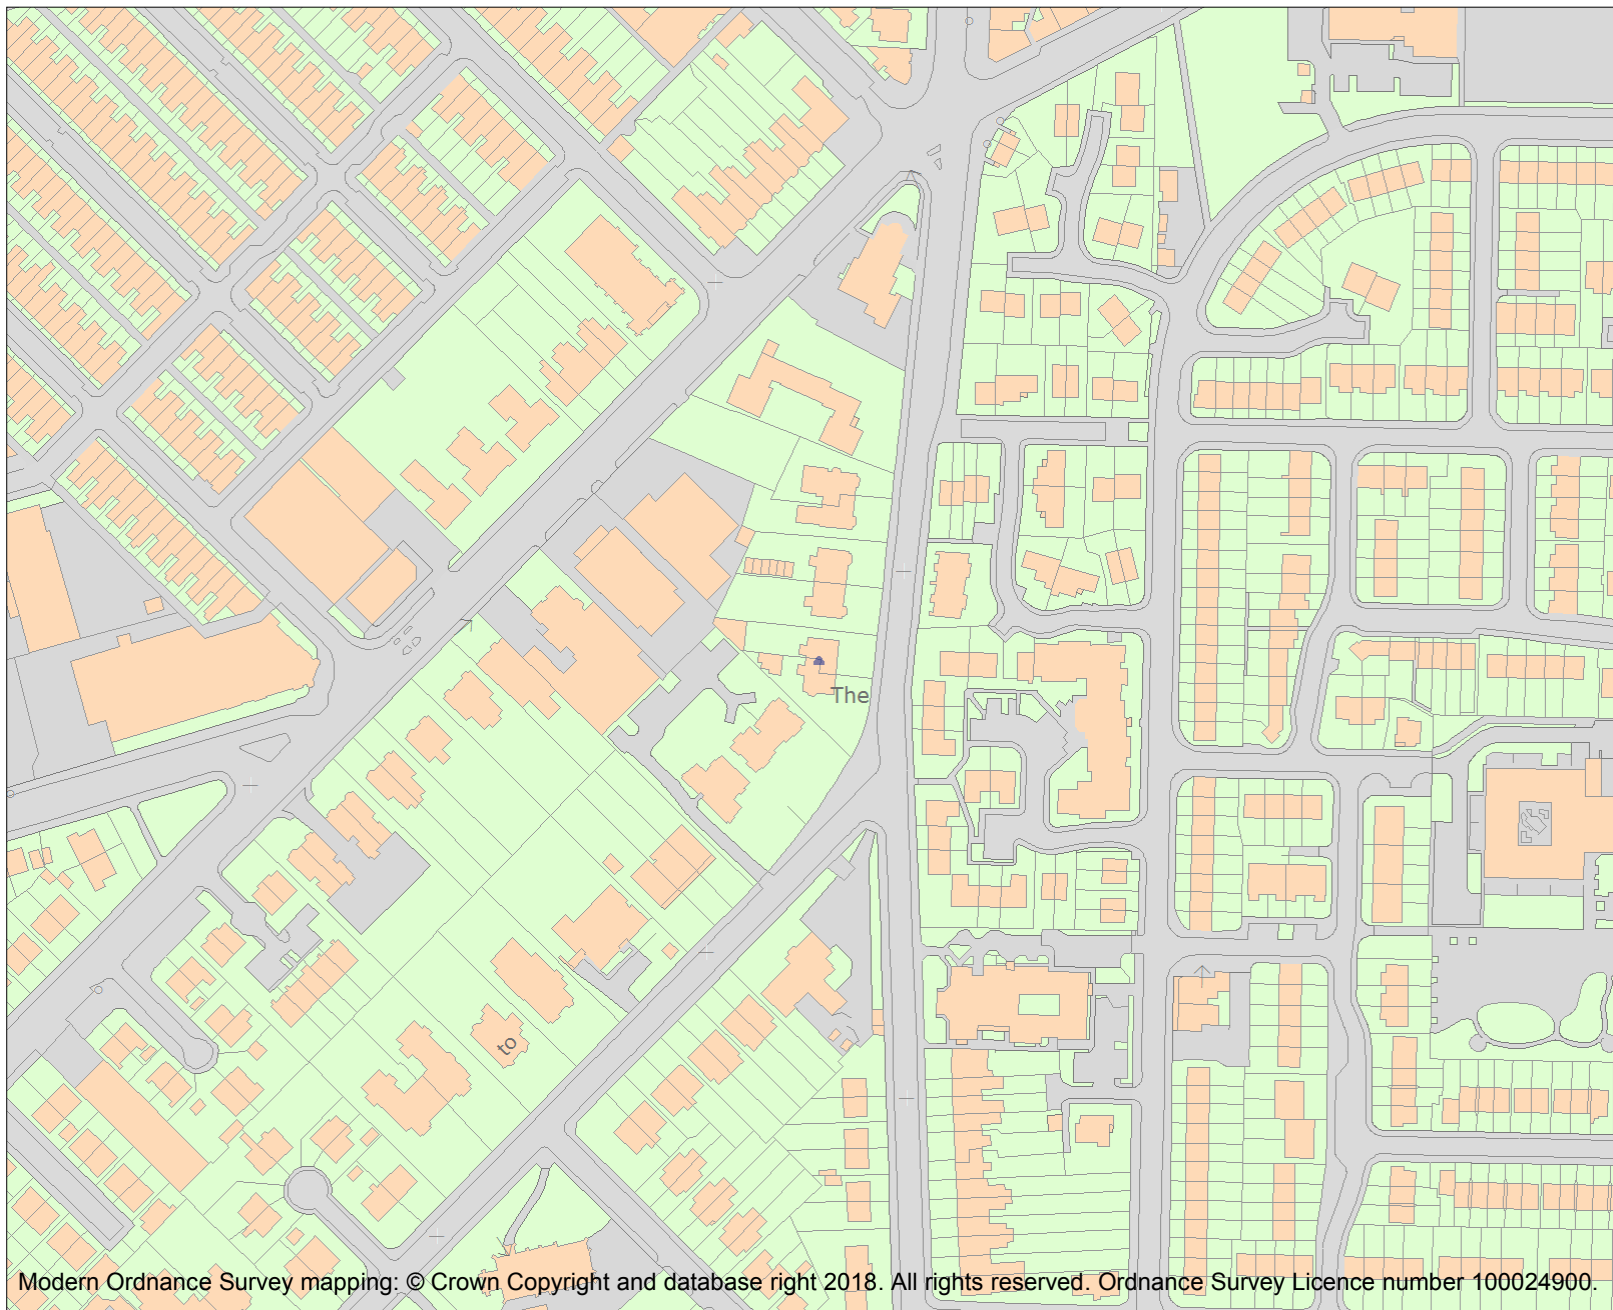 The
to
Modern Ordnance Survey mapping: © Crown Copyright and database right 2018. All rights reserved. Ordnance Survey Licence number 100024900.